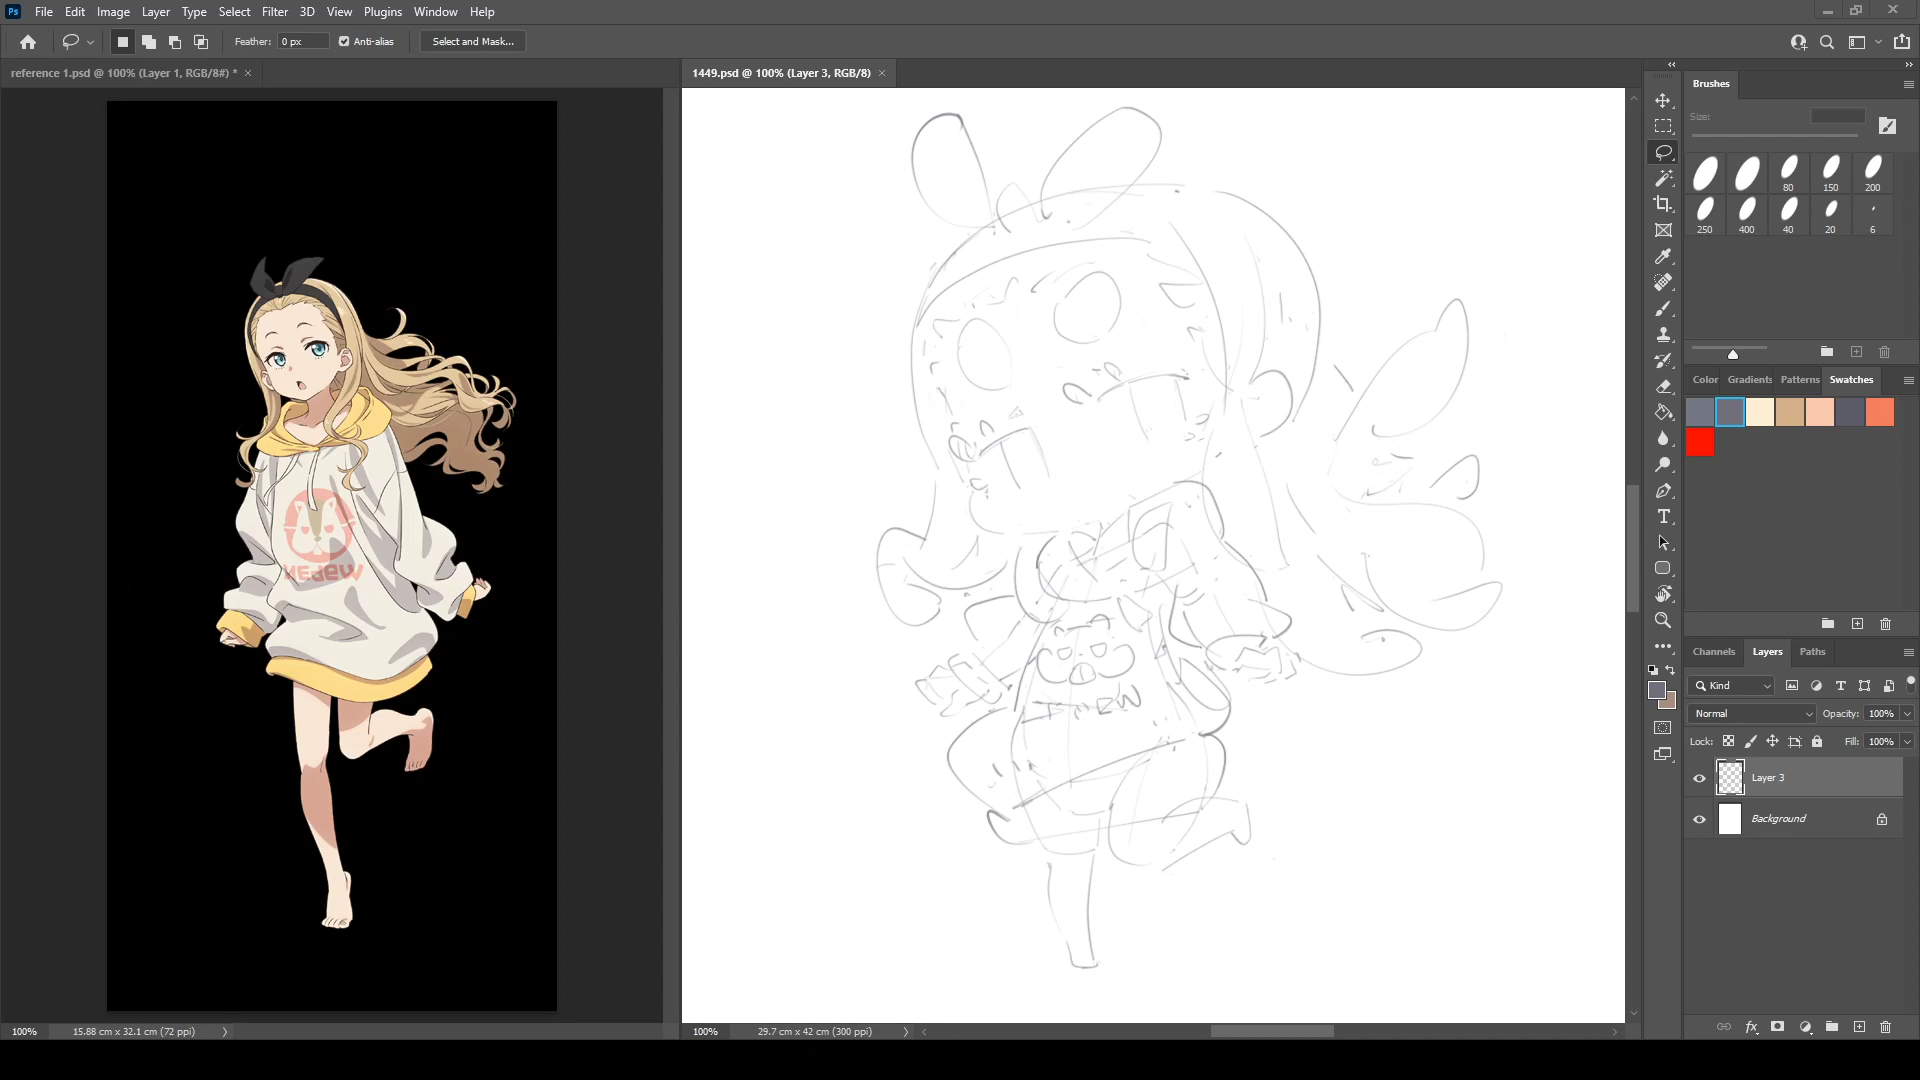 Ps File Edit Image Layer Type Select Filter 3D View Plugins Window Help
Feather: 0 px Anti-alias Select and Mask...
reference 1.psd @ 100% (Layer 1, RGB/8#) * ×
1449.psd @ 100% (Layer 3, RGB/8) ×
Brushes
Size:
80 150 200
250 400 40 20 6
Color Gradients Patterns Swatches
Channels Layers Paths
Kind
Normal Opacity: 100%
Lock: Fill: 100%
Layer 3
Background
100% 15.88 cm x 32.1 cm (72 ppi)
100% 29.7 cm x 42 cm (300 ppi)